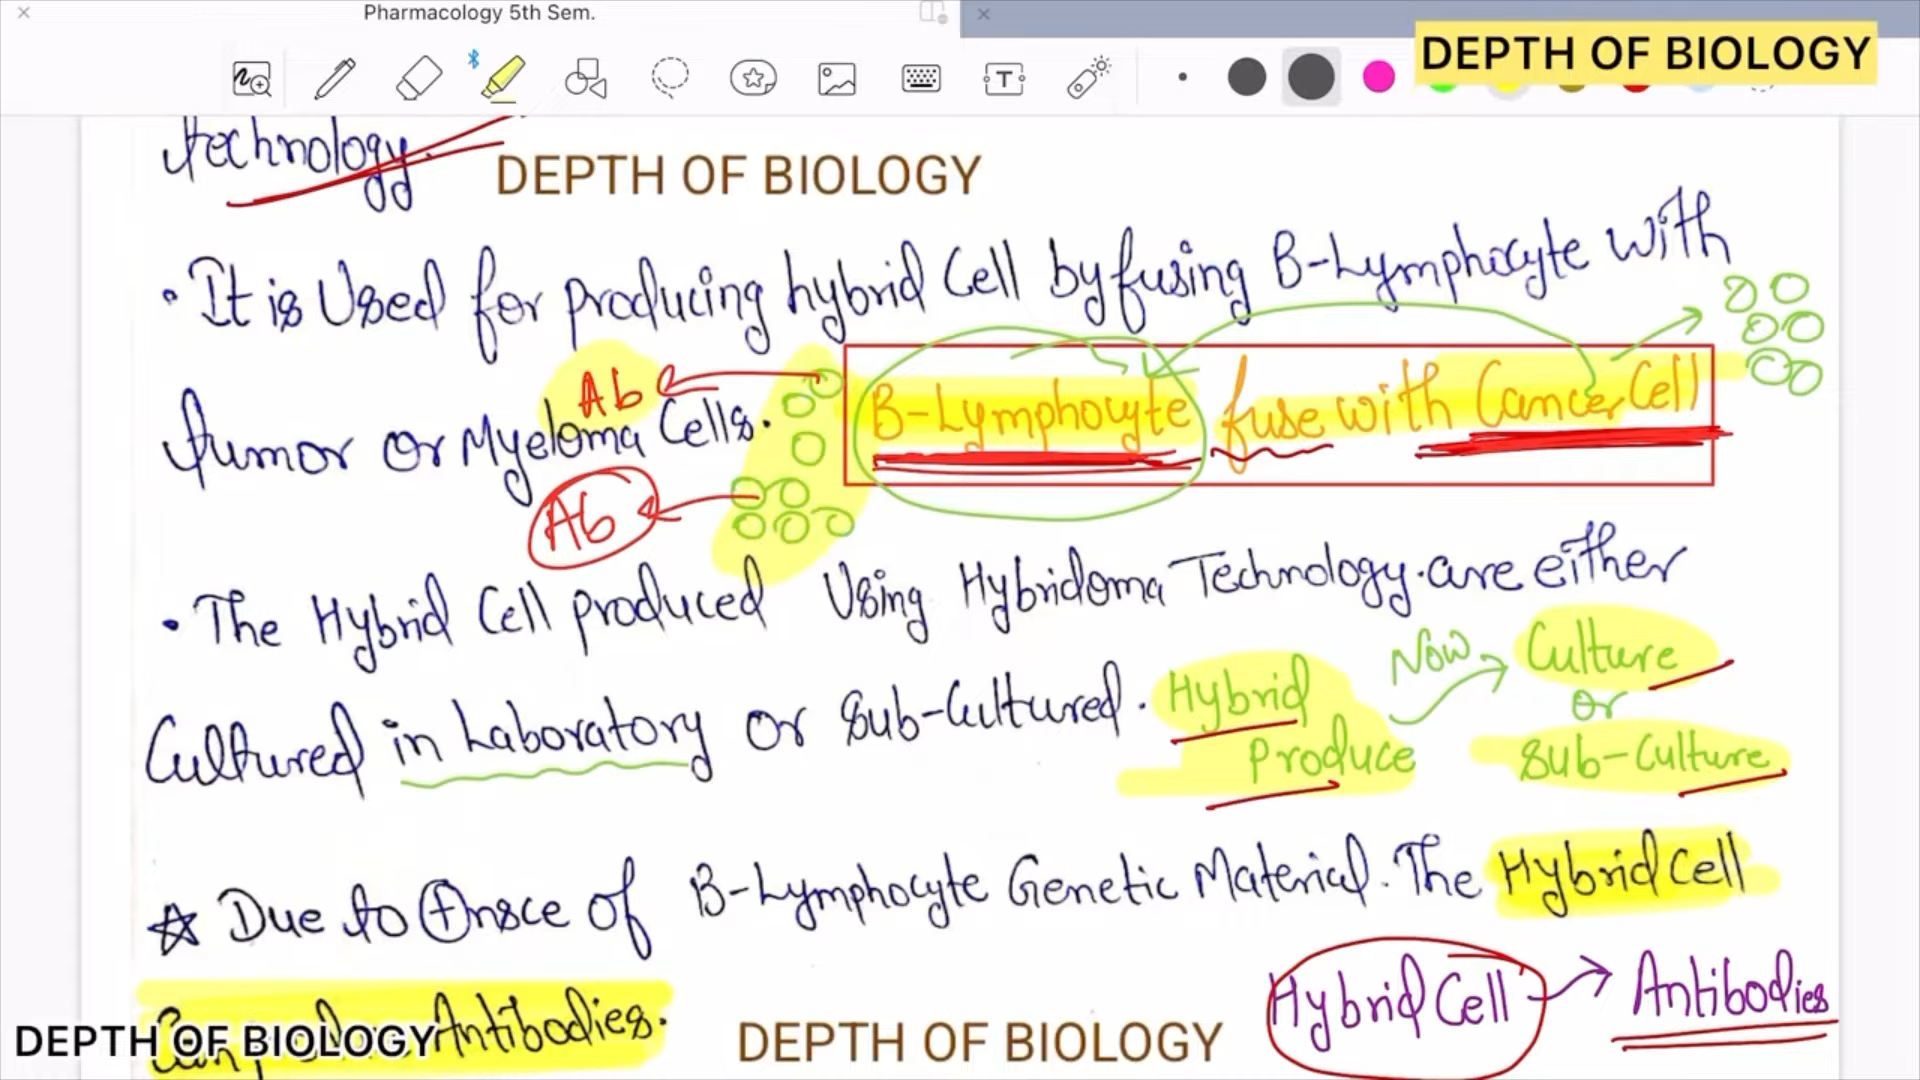 Pharmacology 5th Sem.
DEPTH OF BIOLOGY
technology.
DEPTH OF BIOLOGY
• It is Used for producing hybrid Cell by fusing B-Lymphocyte with
Ab
tumor or Myeloma Cells.
B-Lymphocyte fuse with Cancer Cell
Ab
• The Hybrid Cell produced Using Hybridoma Technology. are either
Cultured in Laboratory or Sub-Cultured.
Hybrid
Produce
Now
Culture
or
Sub-Culture
☆ Due to ⊕nsce of B-Lymphocyte Genetic Material. The Hybrid Cell
Antibodies.
Hybrid Cell → Antibodies
DEPTH OF BIOLOGY
DEPTH OF BIOLOGY